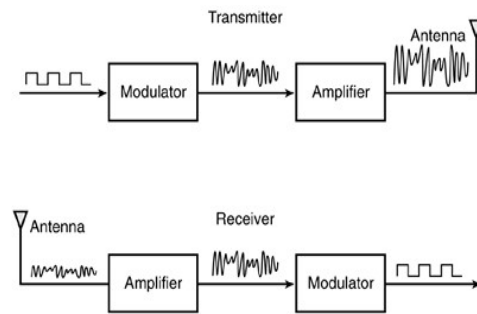 Transmitter
Antenna
Modulator
Amplifier
Receiver
Antenna
Amplifier
Modulator